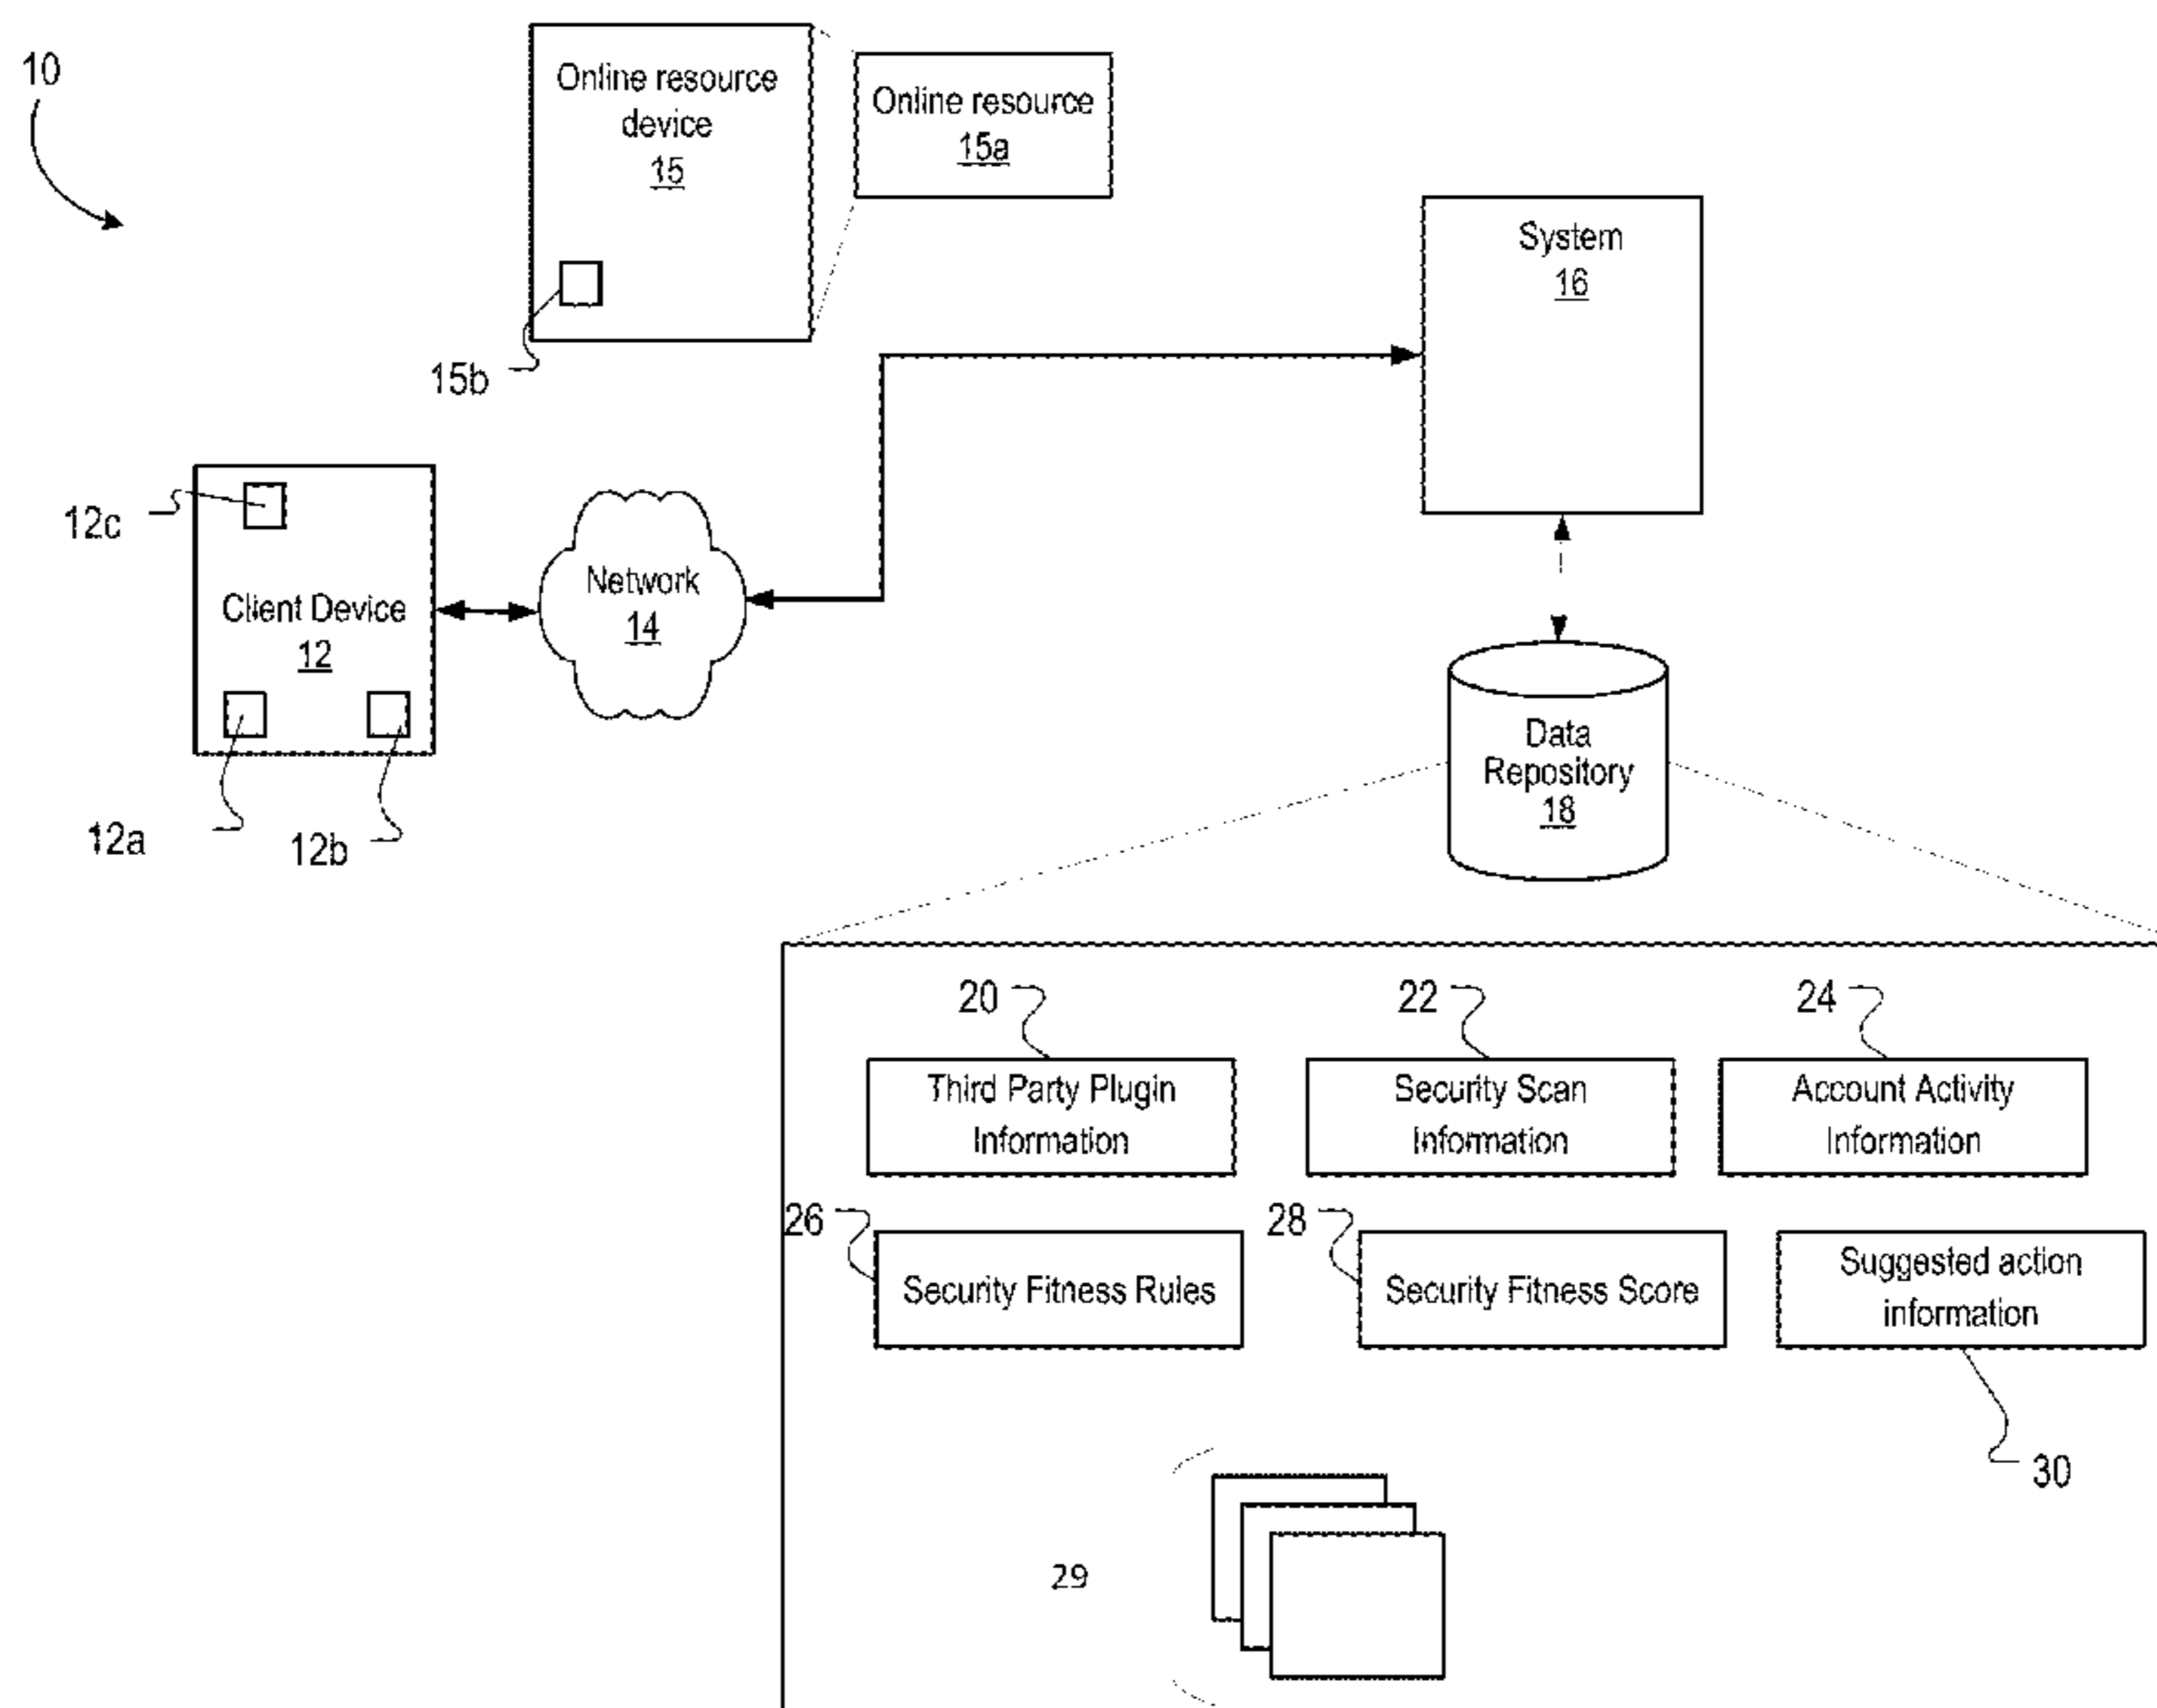 10
Online resource
device
15
Online resource
15a
15b
System
16
12c
Client Device
12
Network
14
12a
12b
Data
Repository
18
20
22
24
Third Party Plugin
Information
Security Scan
Information
Account Activity
Information
26
28
Security Fitness Rules
Security Fitness Score
Suggested action
information
30
29